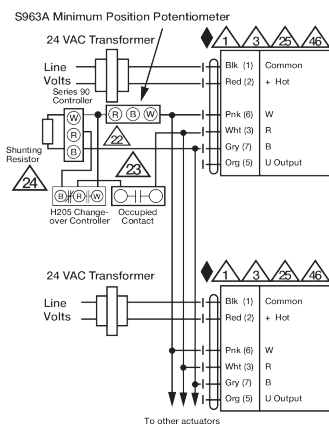 S963A Minimum Position Potentiometer
24 VAC Transformer
1 3 25 46
Line
Volts
Blk (1) Common
Red (2) + Hot
Series 90
Controller
W
R
B
R B W
Pnk (6) W
Wht (3) R
Gry (7) B
Org (5) U Output
Shunting
Resistor
22
24
23
B R W
H205 Change-
over Controller
Occupied
Contact
24 VAC Transformer
1 3 25 46
Line
Volts
Blk (1) Common
Red (2) + Hot
Pnk (6) W
Wht (3) R
Gry (7) B
Org (5) U Output
To other actuators